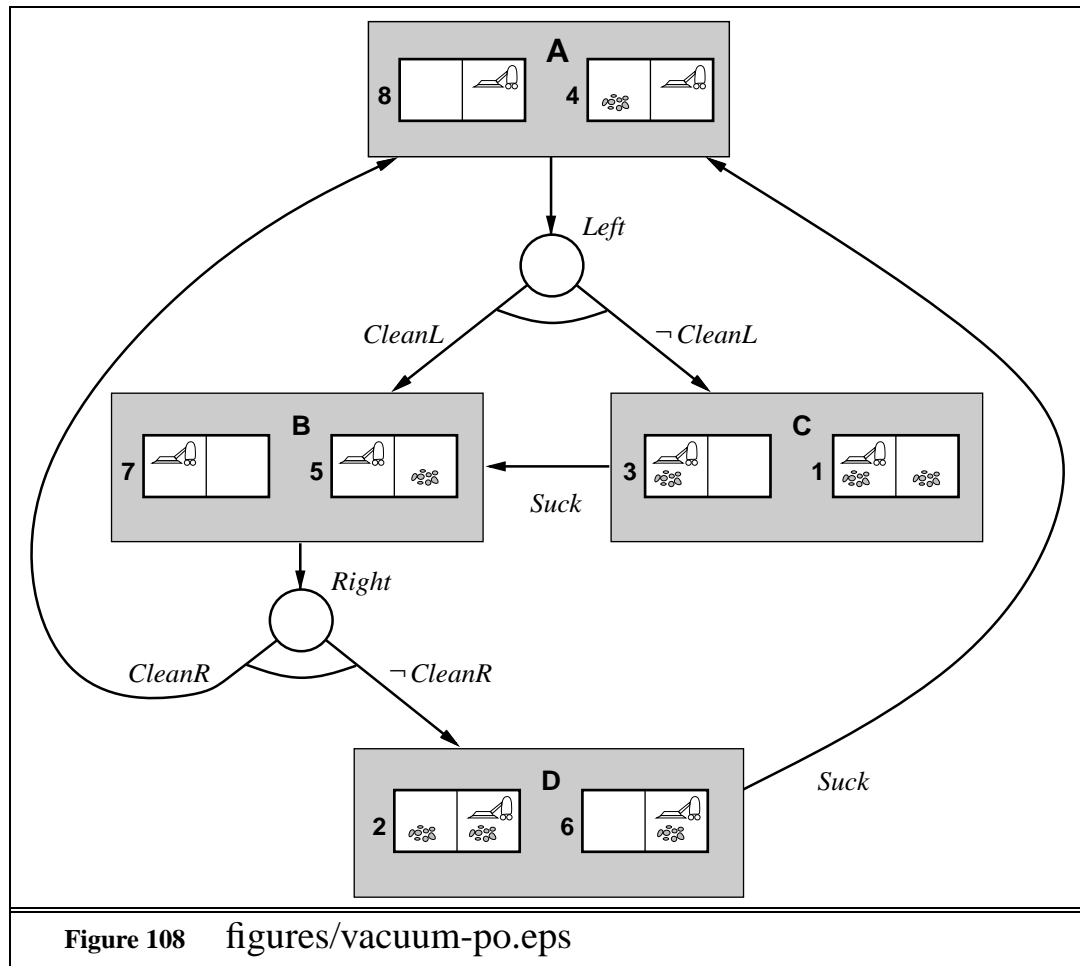 A
8 4
Left
CleanL ¬ CleanL
B C
7 5 3 1
Suck
Right
CleanR ¬ CleanR
D
Suck
2 6
Figure 108 figures/vacuum-po.eps